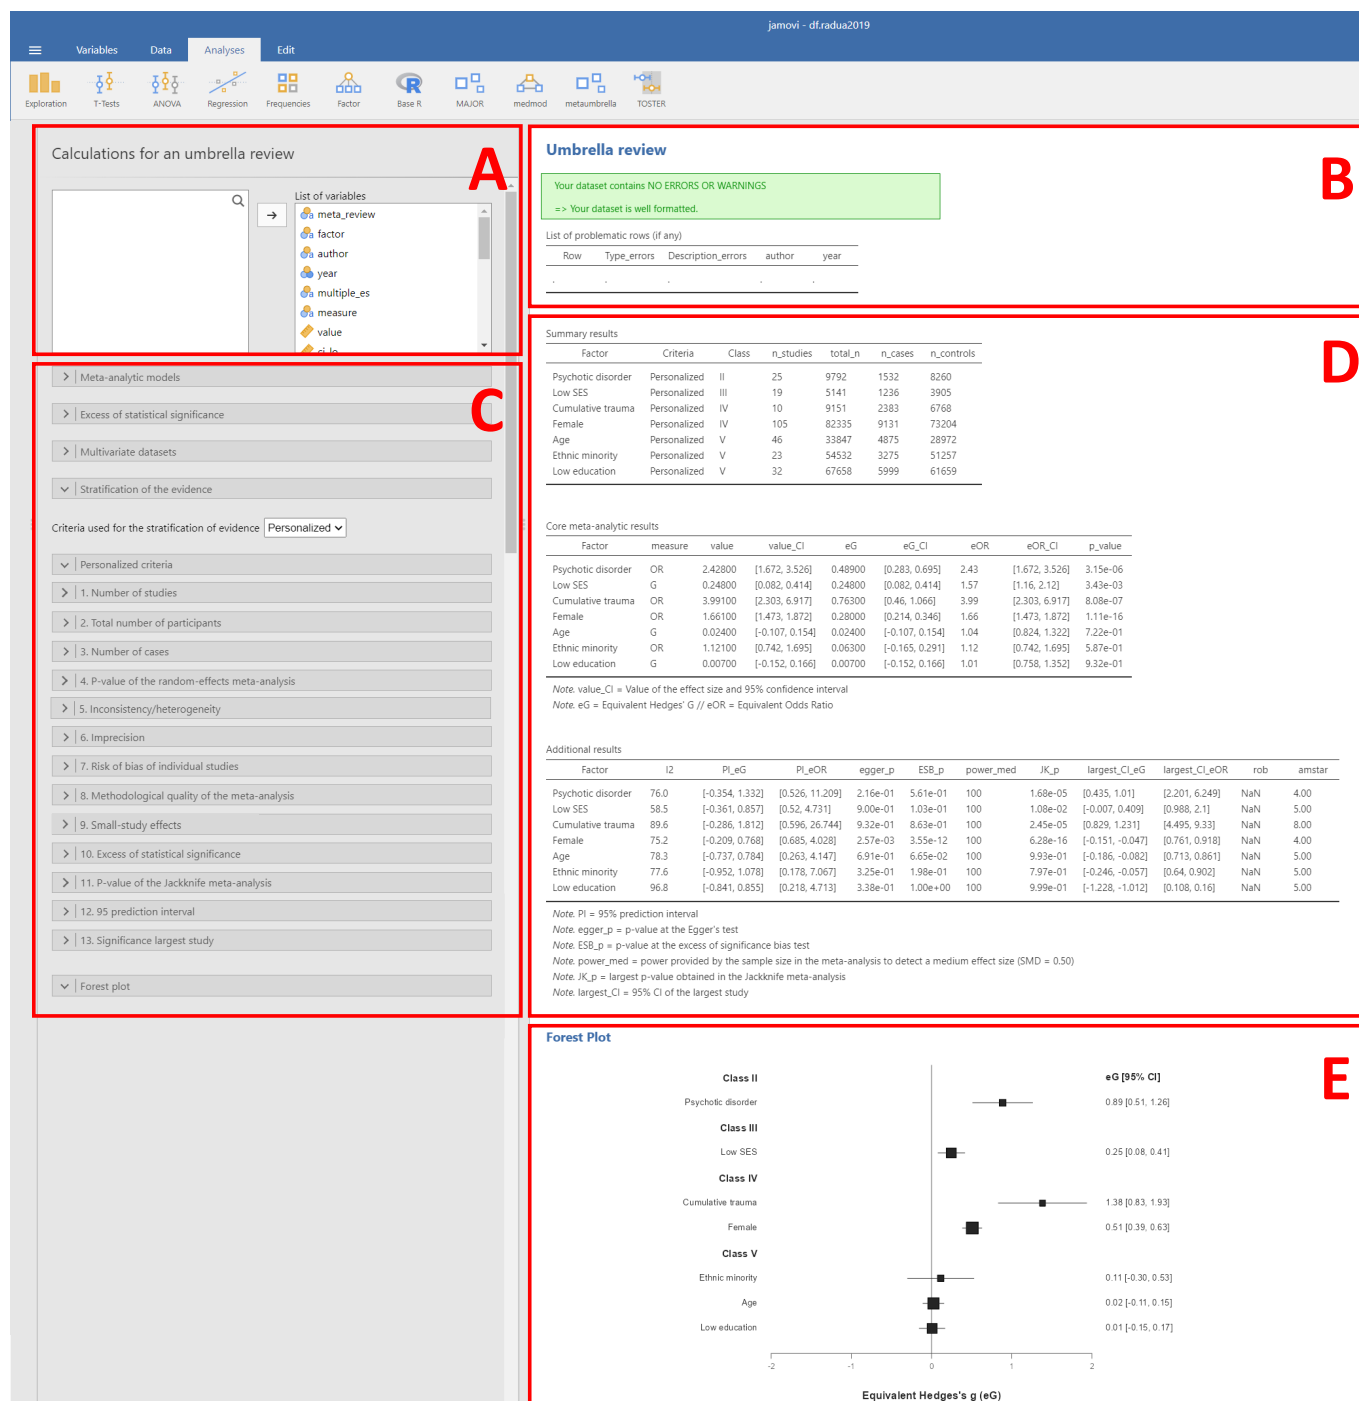 jamovi - df.radua2019
Variables Data Analyses Edit
Exploration T-Tests ANOVA Regression Frequencies Factor Base R MAJOR medmod metaumbrella TOSTER
Calculations for an umbrella review
A
List of variables
meta_review
factor
author
year
multiple_es
measure
value
ci_lo
C
Meta-analytic models
Excess of statistical significance
Multivariate datasets
Stratification of the evidence
Criteria used for the stratification of evidence Personalized
Personalized criteria
1. Number of studies
2. Total number of participants
3. Number of cases
4. P-value of the random-effects meta-analysis
5. Inconsistency/heterogeneity
6. Imprecision
7. Risk of bias of individual studies
8. Methodological quality of the meta-analysis
9. Small-study effects
10. Excess of statistical significance
11. P-value of the Jackknife meta-analysis
12. 95 prediction interval
13. Significance largest study
Forest plot
Umbrella review
B
Your dataset contains NO ERRORS OR WARNINGS
=> Your dataset is well formatted.
List of problematic rows (if any)
Row Type_errors Description_errors author year
. . . . .
D
Summary results
Factor Criteria Class n_studies total_n n_cases n_controls
Psychotic disorder Personalized II 25 9792 1532 8260
Low SES Personalized III 19 5141 1236 3905
Cumulative trauma Personalized IV 10 9151 2383 6768
Female Personalized IV 105 82335 9131 73204
Age Personalized V 46 33847 4875 28972
Ethnic minority Personalized V 23 54532 3275 51257
Low education Personalized V 32 67658 5999 61659
Core meta-analytic results
Factor measure value value_CI eG eG_CI eOR eOR_CI p_value
Psychotic disorder OR 2.42800 [1.672, 3.526] 0.48900 [0.283, 0.695] 2.43 [1.672, 3.526] 3.15e-06
Low SES G 0.24800 [0.082, 0.414] 0.24800 [0.082, 0.414] 1.57 [1.16, 2.12] 3.43e-03
Cumulative trauma OR 3.99100 [2.303, 6.917] 0.76300 [0.46, 1.066] 3.99 [2.303, 6.917] 8.08e-07
Female OR 1.66100 [1.473, 1.872] 0.28000 [0.214, 0.346] 1.66 [1.473, 1.872] 1.11e-16
Age G 0.02400 [-0.107, 0.154] 0.02400 [-0.107, 0.154] 1.04 [0.824, 1.322] 7.22e-01
Ethnic minority OR 1.12100 [0.742, 1.695] 0.06300 [-0.165, 0.291] 1.12 [0.742, 1.695] 5.87e-01
Low education G 0.00700 [-0.152, 0.166] 0.00700 [-0.152, 0.166] 1.01 [0.758, 1.352] 9.32e-01
Note. value_CI = Value of the effect size and 95% confidence interval
Note. eG = Equivalent Hedges' G // eOR = Equivalent Odds Ratio
Additional results
Factor I2 PI_eG PI_eOR egger_p ESB_p power_med JK_p largest_CI_eG largest_CI_eOR rob amstar
Psychotic disorder 76.0 [-0.354, 1.332] [0.526, 11.209] 2.16e-01 5.61e-01 100 1.68e-05 [0.435, 1.01] [2.201, 6.249] NaN 4.00
Low SES 58.5 [-0.361, 0.857] [0.52, 4.731] 9.00e-01 1.03e-01 100 1.08e-02 [-0.007, 0.409] [0.988, 2.1] NaN 5.00
Cumulative trauma 89.6 [-0.286, 1.812] [0.596, 26.744] 9.32e-01 8.63e-01 100 2.45e-05 [0.829, 1.231] [4.495, 9.33] NaN 8.00
Female 75.2 [-0.209, 0.768] [0.685, 4.028] 2.57e-03 3.55e-12 100 6.28e-16 [-0.151, -0.047] [0.761, 0.918] NaN 4.00
Age 78.3 [-0.737, 0.784] [0.263, 4.147] 6.91e-01 6.65e-02 100 9.93e-01 [-0.186, -0.082] [0.713, 0.861] NaN 5.00
Ethnic minority 77.6 [-0.952, 1.078] [0.178, 7.067] 3.25e-01 1.98e-01 100 7.97e-01 [-0.246, -0.057] [0.64, 0.902] NaN 5.00
Low education 96.8 [-0.841, 0.855] [0.218, 4.713] 3.38e-01 1.00e+00 100 9.99e-01 [-1.228, -1.012] [0.108, 0.16] NaN 5.00
Note. PI = 95% prediction interval
Note. egger_p = p-value at the Egger's test
Note. ESB_p = p-value at the excess of significance bias test
Note. power_med = power provided by the sample size in the meta-analysis to detect a medium effect size (SMD = 0.50)
Note. JK_p = largest p-value obtained in the Jackknife meta-analysis
Note. largest_CI = 95% CI of the largest study
Forest Plot
E
Class II eG [95% CI]
Psychotic disorder 0.89 [0.51, 1.26]
Class III
Low SES 0.25 [0.08, 0.41]
Class IV
Cumulative trauma 1.38 [0.83, 1.93]
Female 0.51 [0.39, 0.63]
Class V
Ethnic minority 0.11 [-0.30, 0.53]
Age 0.02 [-0.11, 0.15]
Low education 0.01 [-0.15, 0.17]
-2 -1 0 1 2
Equivalent Hedges's g (eG)